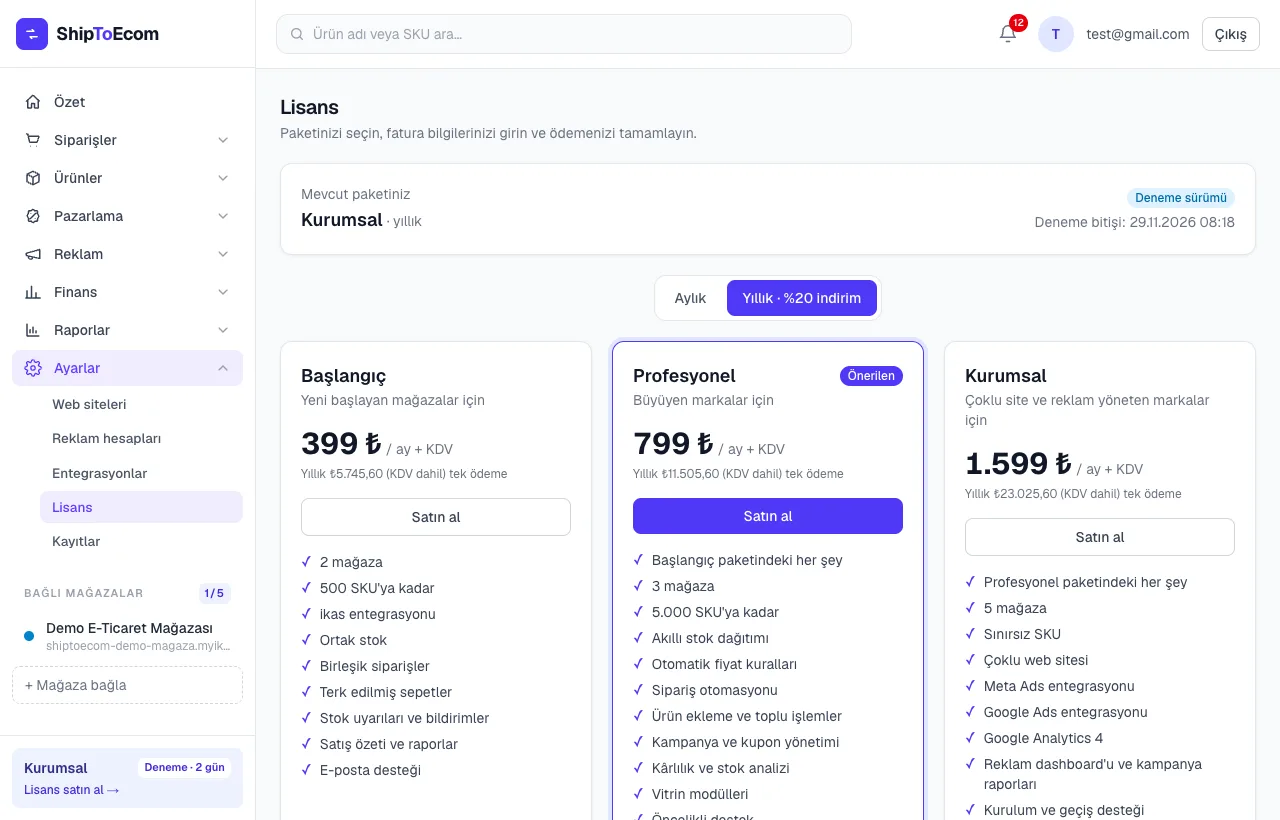 ShipToEcom
Ürün adı veya SKU ara...
12
T
test@gmail.com
Çıkış
Özet
Siparişler
Ürünler
Pazarlama
Reklam
Finans
Raporlar
Ayarlar
Web siteleri
Reklam hesapları
Entegrasyonlar
Lisans
Kayıtlar
BAĞLI MAĞAZALAR 1/5
Demo E-Ticaret Mağazası
shiptoecom-demo-magaza.myik...
+ Mağaza bağla
Kurumsal Deneme · 2 gün
Lisans satın al →
Lisans
Paketinizi seçin, fatura bilgilerinizi girin ve ödemenizi tamamlayın.
Mevcut paketiniz
Kurumsal · yıllık
Deneme sürümü
Deneme bitişi: 29.11.2026 08:18
Aylık
Yıllık · %20 indirim
Başlangıç
Yeni başlayan mağazalar için
399 ₺ / ay + KDV
Yıllık ₺5.745,60 (KDV dahil) tek ödeme
Satın al
✓ 2 mağaza
✓ 500 SKU'ya kadar
✓ ikas entegrasyonu
✓ Ortak stok
✓ Birleşik siparişler
✓ Terk edilmiş sepetler
✓ Stok uyarıları ve bildirimler
✓ Satış özeti ve raporlar
✓ E-posta desteği
Profesyonel
Önerilen
Büyüyen markalar için
799 ₺ / ay + KDV
Yıllık ₺11.505,60 (KDV dahil) tek ödeme
Satın al
✓ Başlangıç paketindeki her şey
✓ 3 mağaza
✓ 5.000 SKU'ya kadar
✓ Akıllı stok dağıtımı
✓ Otomatik fiyat kuralları
✓ Sipariş otomasyonu
✓ Ürün ekleme ve toplu işlemler
✓ Kampanya ve kupon yönetimi
✓ Kârlılık ve stok analizi
✓ Vitrin modülleri
✓ Öncelikli destek
Kurumsal
Çoklu site ve reklam yöneten markalar
için
1.599 ₺ / ay + KDV
Yıllık ₺23.025,60 (KDV dahil) tek ödeme
Satın al
✓ Profesyonel paketindeki her şey
✓ 5 mağaza
✓ Sınırsız SKU
✓ Çoklu web sitesi
✓ Meta Ads entegrasyonu
✓ Google Ads entegrasyonu
✓ Google Analytics 4
✓ Reklam dashboard'u ve kampanya
raporları
✓ Kurulum ve geçiş desteği